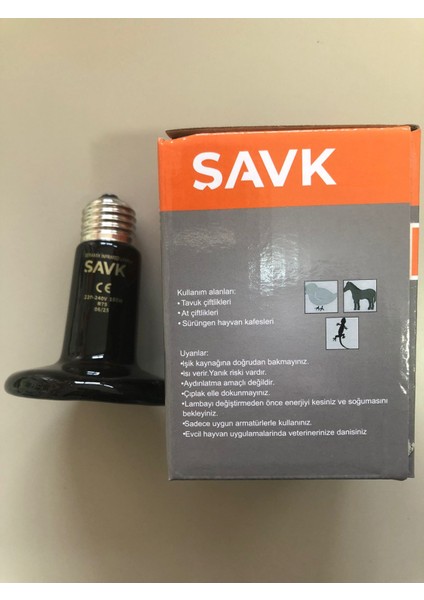 SAVK
Kullanım alanları:
• Tavuk çiftlikleri
• At çiftlikleri
• Sürüngen hayvan kafesleri
Uyarılar:
•Işik kaynağına doğrudan bakmayınız.
•Isı verir.Yanık riski vardır.
•Aydınlatma amaçlı değildir.
•Çıplak elle dokunmayınız.
•Lambayı değiştirmeden önce enerjiyi kesiniz ve soğumasını
bekleyiniz.
•Sadece uygun armatürlerle kullanınız.
•Evcil hayvan uygulamalarında veterinerinize danisiniz
SAVK
CE
220-240V
R75